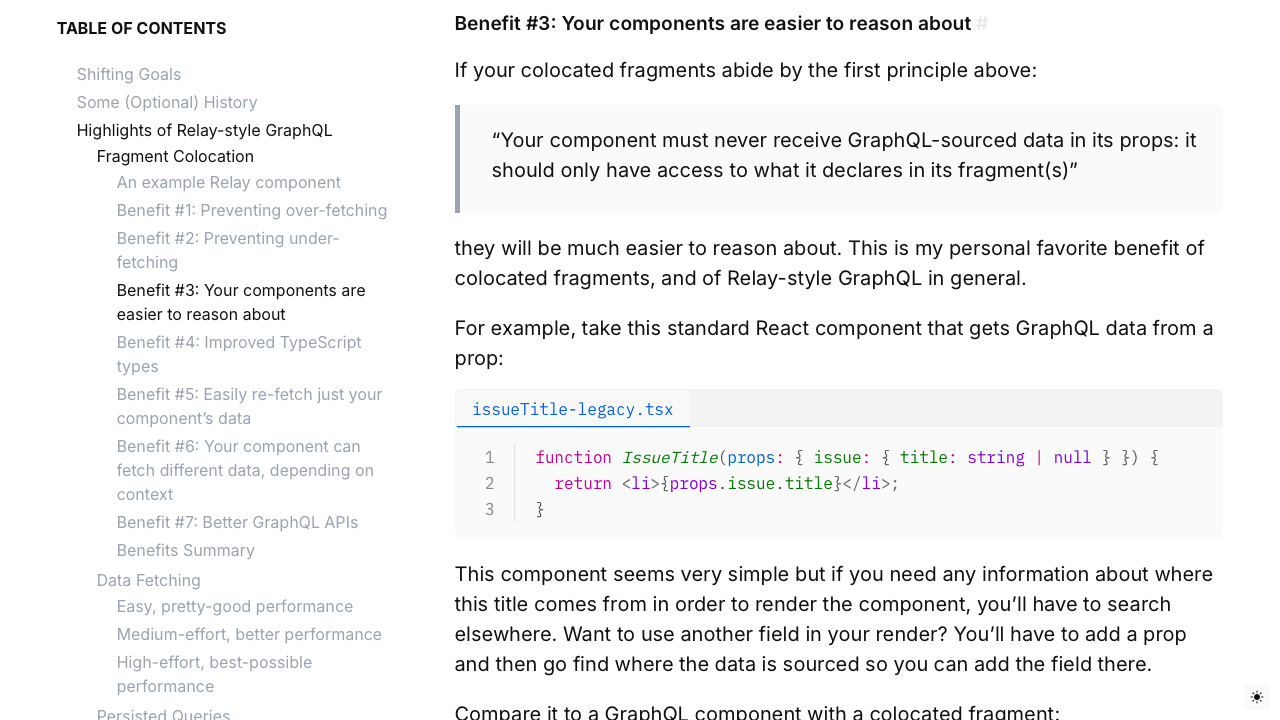 TABLE OF CONTENTS
Shifting Goals
Some (Optional) History
Highlights of Relay-style GraphQL
Fragment Colocation
An example Relay component
Benefit #1: Preventing over-fetching
Benefit #2: Preventing under-
fetching
Benefit #3: Your components are
easier to reason about
Benefit #4: Improved TypeScript
types
Benefit #5: Easily re-fetch just your
component’s data
Benefit #6: Your component can
fetch different data, depending on
context
Benefit #7: Better GraphQL APIs
Benefits Summary
Data Fetching
Easy, pretty-good performance
Medium-effort, better performance
High-effort, best-possible
performance
Persisted Queries
Benefit #3: Your components are easier to reason about #
If your colocated fragments abide by the first principle above:
“Your component must never receive GraphQL-sourced data in its props: it
should only have access to what it declares in its fragment(s)”
they will be much easier to reason about. This is my personal favorite benefit of
colocated fragments, and of Relay-style GraphQL in general.
For example, take this standard React component that gets GraphQL data from a
prop:
issueTitle-legacy.tsx
1 function IssueTitle(props: { issue: { title: string | null } }) {
2   return <li>{props.issue.title}</li>;
3 }
This component seems very simple but if you need any information about where
this title comes from in order to render the component, you’ll have to search
elsewhere. Want to use another field in your render? You’ll have to add a prop
and then go find where the data is sourced so you can add the field there.
Compare it to a GraphQL component with a colocated fragment: